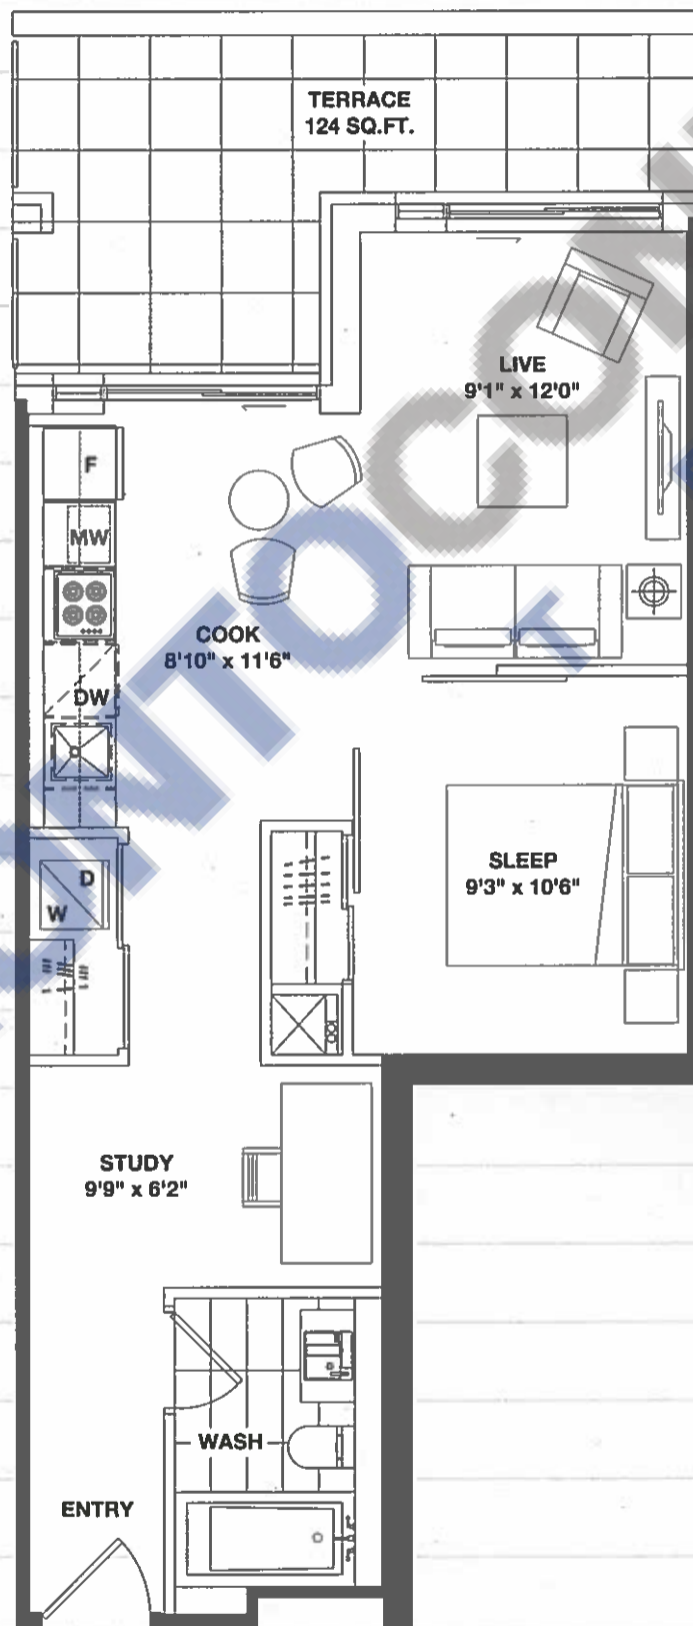 TERRACE
124 SQ.FT.
LIVE
9'1" x 12'0"
F
MW
COOK
8'10" x 11'6"
DW
SLEEP
9'3" x 10'6"
D
W
STUDY
9'9" x 6'2"
WASH
ENTRY